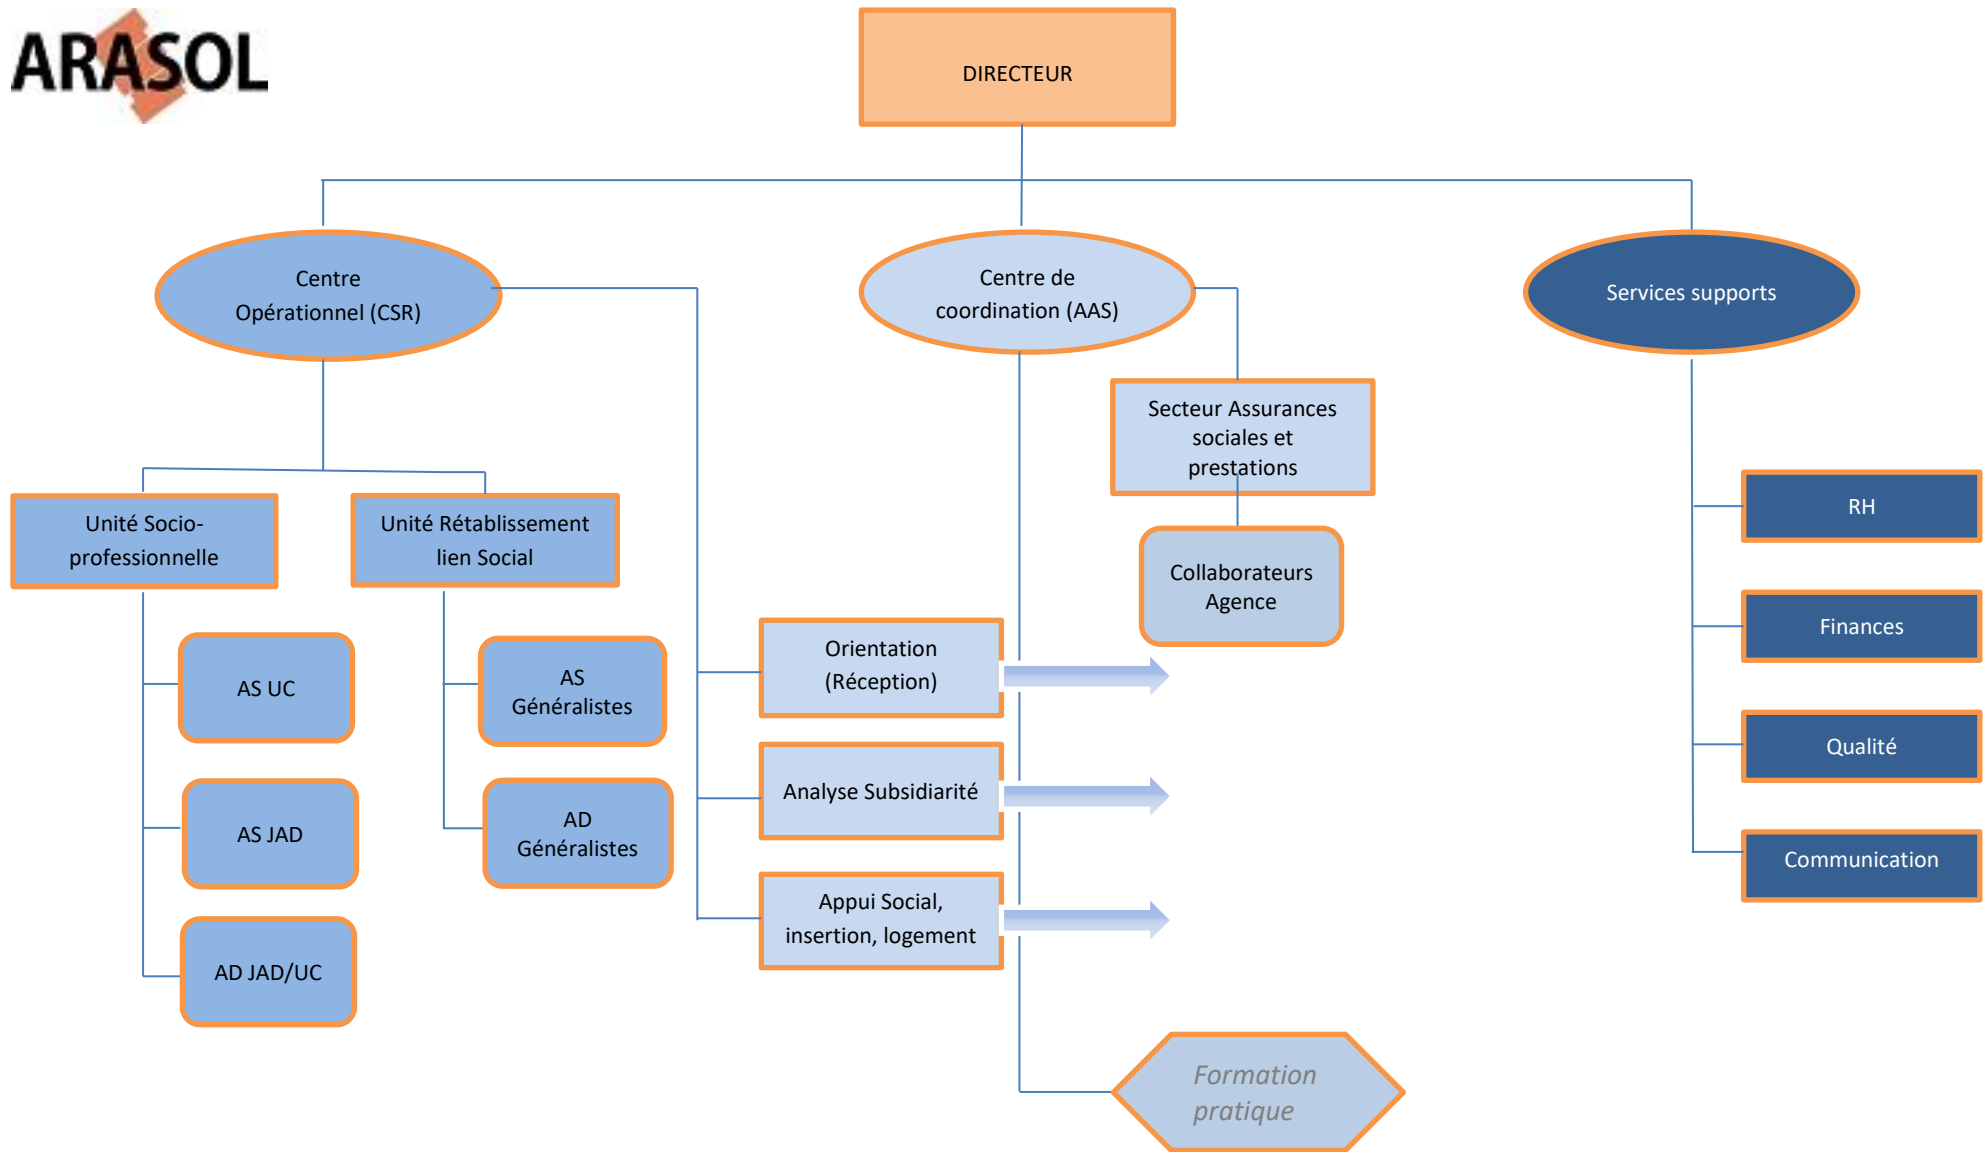 ARASOL
DIRECTEUR
Centre
Opérationnel (CSR)
Centre de
coordination (AAS)
Services supports
Secteur Assurances
sociales et
prestations
Unité Socio-
professionnelle
Unité Rétablissement
lien Social
RH
Collaborateurs
Agence
Finances
Orientation
(Réception)
AS UC
AS
Généralistes
Qualité
Analyse Subsidiarité
AS JAD
AD
Généralistes
Communication
Appui Social,
insertion, logement
AD JAD/UC
Formation
pratique